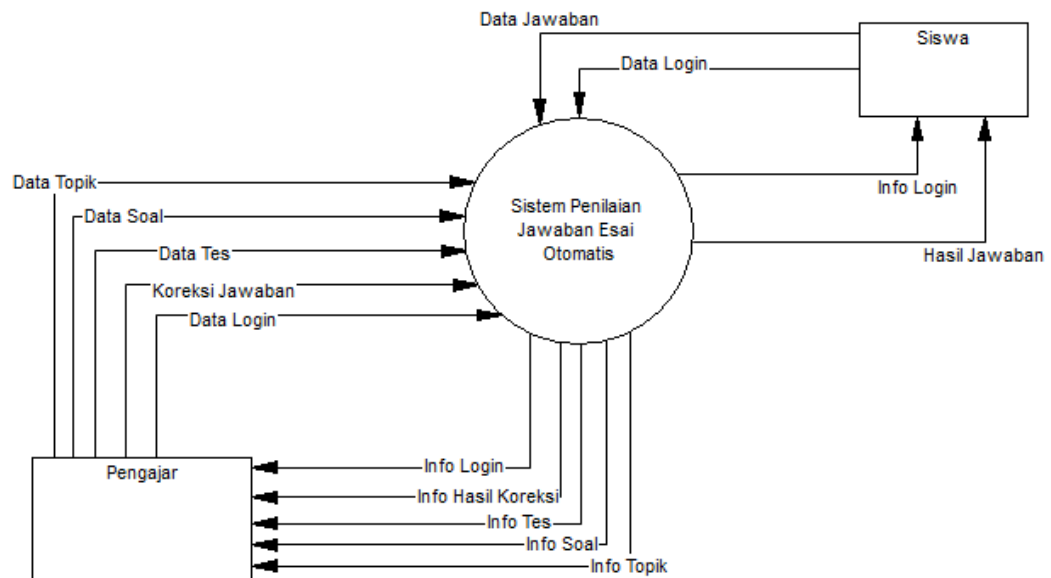 Data Jawaban
Siswa
Data Login
Info Login
Hasil Jawaban
Data Topik
Data Soal
Data Tes
Koreksi Jawaban
Data Login
Sistem Penilaian
Jawaban Esai
Otomatis
Pengajar
Info Login
Info Hasil Koreksi
Info Tes
Info Soal
Info Topik